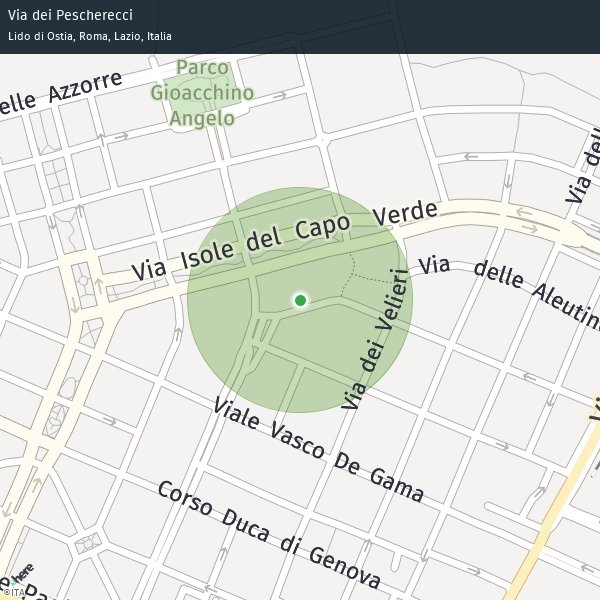 Via dei Pescherecci
Lido di Ostia, Roma, Lazio, Italia
elle Azzorre
Parco
Gioacchino
Angelo
Via dell
Via Isole del Capo Verde
Via delle Aleutin
Via dei Velieri
Viale Vasco De Gama
Corso Duca di Genova
here
©ITA